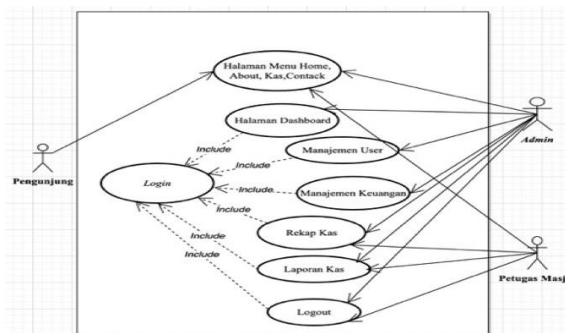 Halaman Menu Home,
About, Kas,Contack
Halaman Dashboard
Include
Manajemen User
Include
Admin
Pengunjung
Login
Include
Manajemen Keuangan
Include
Rekap Kas
Include
Laporan Kas
Petugas Masj
Include
Logout